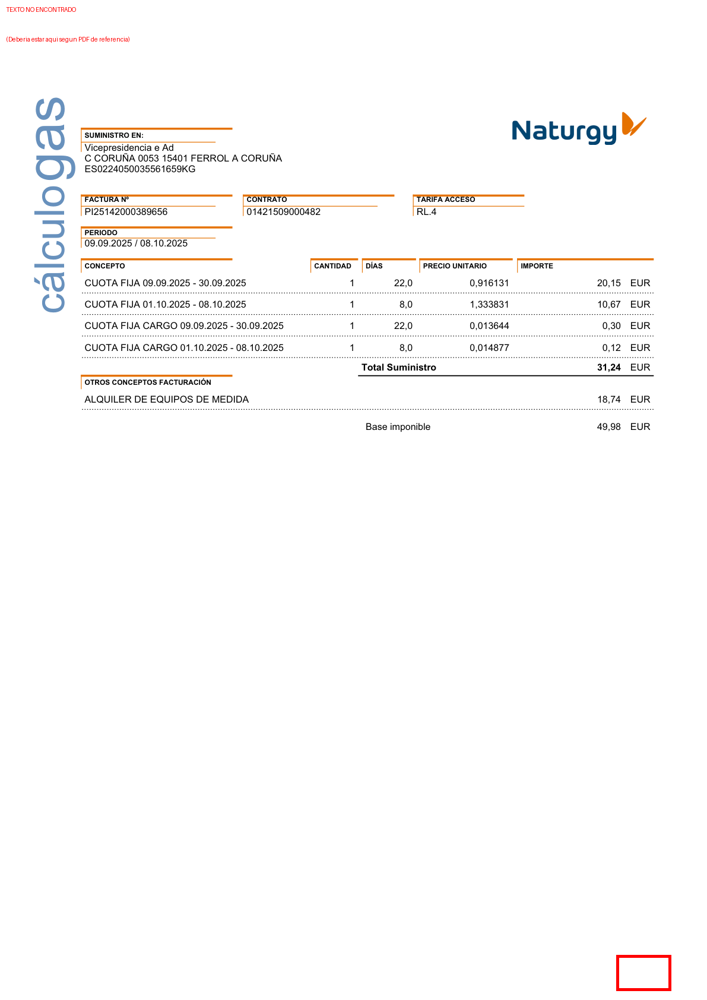 TEXTO NO ENCONTRADO
(Deberia estar aqui segun PDF de referencia)
cálculogas
Naturgy
SUMINISTRO EN:
Vicepresidencia e Ad
C CORUÑA 0053 15401 FERROL A CORUÑA
ES0224050035561659KG
FACTURA Nº CONTRATO TARIFA ACCESO
PI25142000389656 01421509000482 RL.4
PERIODO
09.09.2025 / 08.10.2025
CONCEPTO CANTIDAD DÍAS PRECIO UNITARIO IMPORTE
CUOTA FIJA 09.09.2025 - 30.09.2025 1 22,0 0,916131 20,15 EUR
CUOTA FIJA 01.10.2025 - 08.10.2025 1 8,0 1,333831 10,67 EUR
CUOTA FIJA CARGO 09.09.2025 - 30.09.2025 1 22,0 0,013644 0,30 EUR
CUOTA FIJA CARGO 01.10.2025 - 08.10.2025 1 8,0 0,014877 0,12 EUR
Total Suministro 31,24 EUR
OTROS CONCEPTOS FACTURACIÓN
ALQUILER DE EQUIPOS DE MEDIDA 18,74 EUR
Base imponible 49,98 EUR